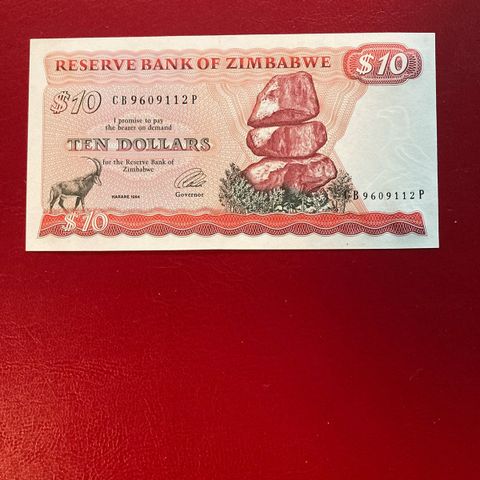 RESERVE BANK OF ZIMBABWE
$10
$10 CB9609112P
I promise to pay
the bearer on demand
TEN DOLLARS
for the Reserve Bank of
Zimbabwe
CB9609112P
HARARE 1994
Governor
$10